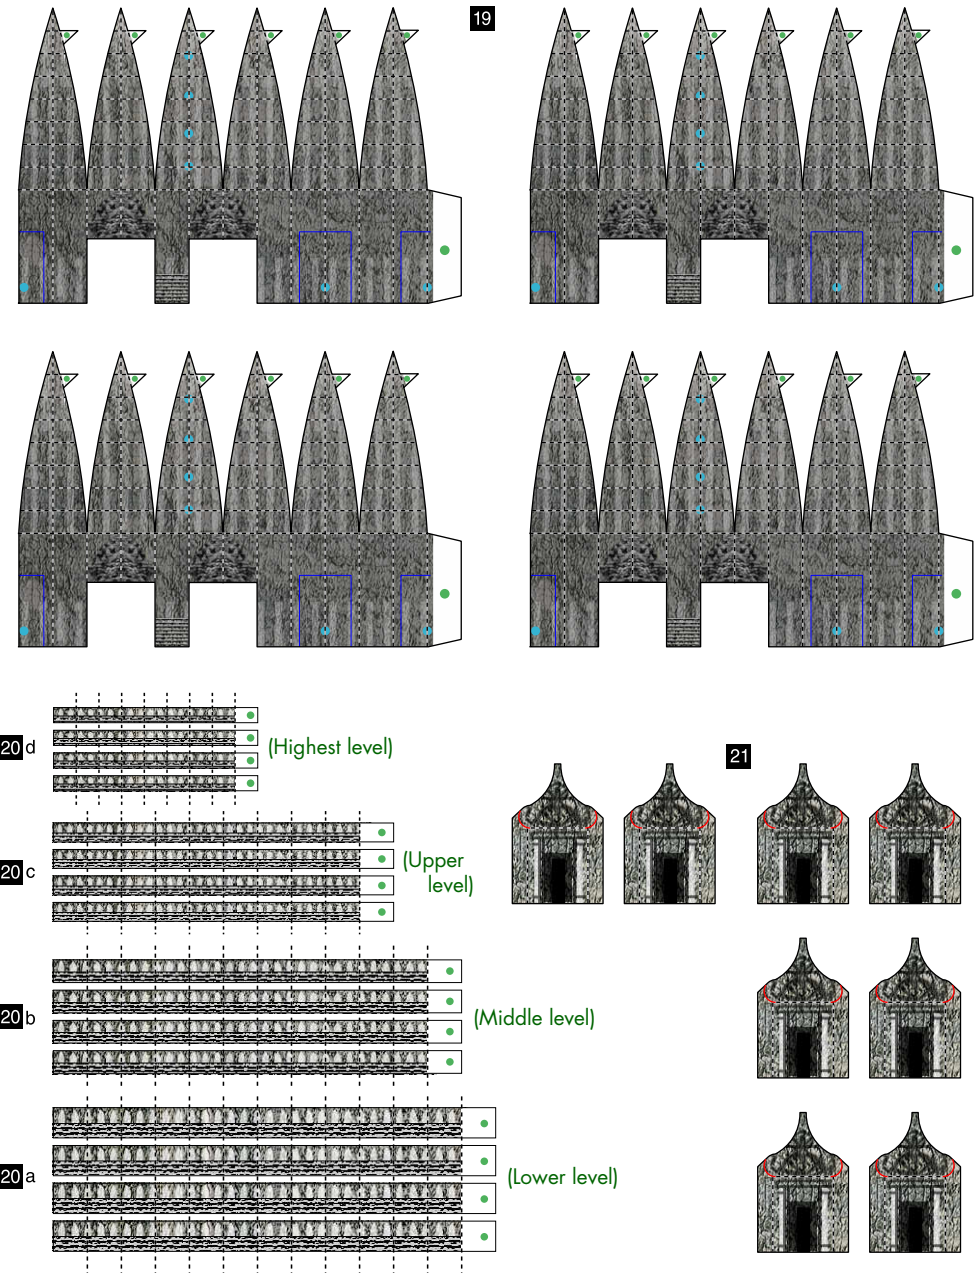 19
20 d
(Highest level)
21
20 c
(Upper
level)
20 b
(Middle level)
20 a
(Lower level)